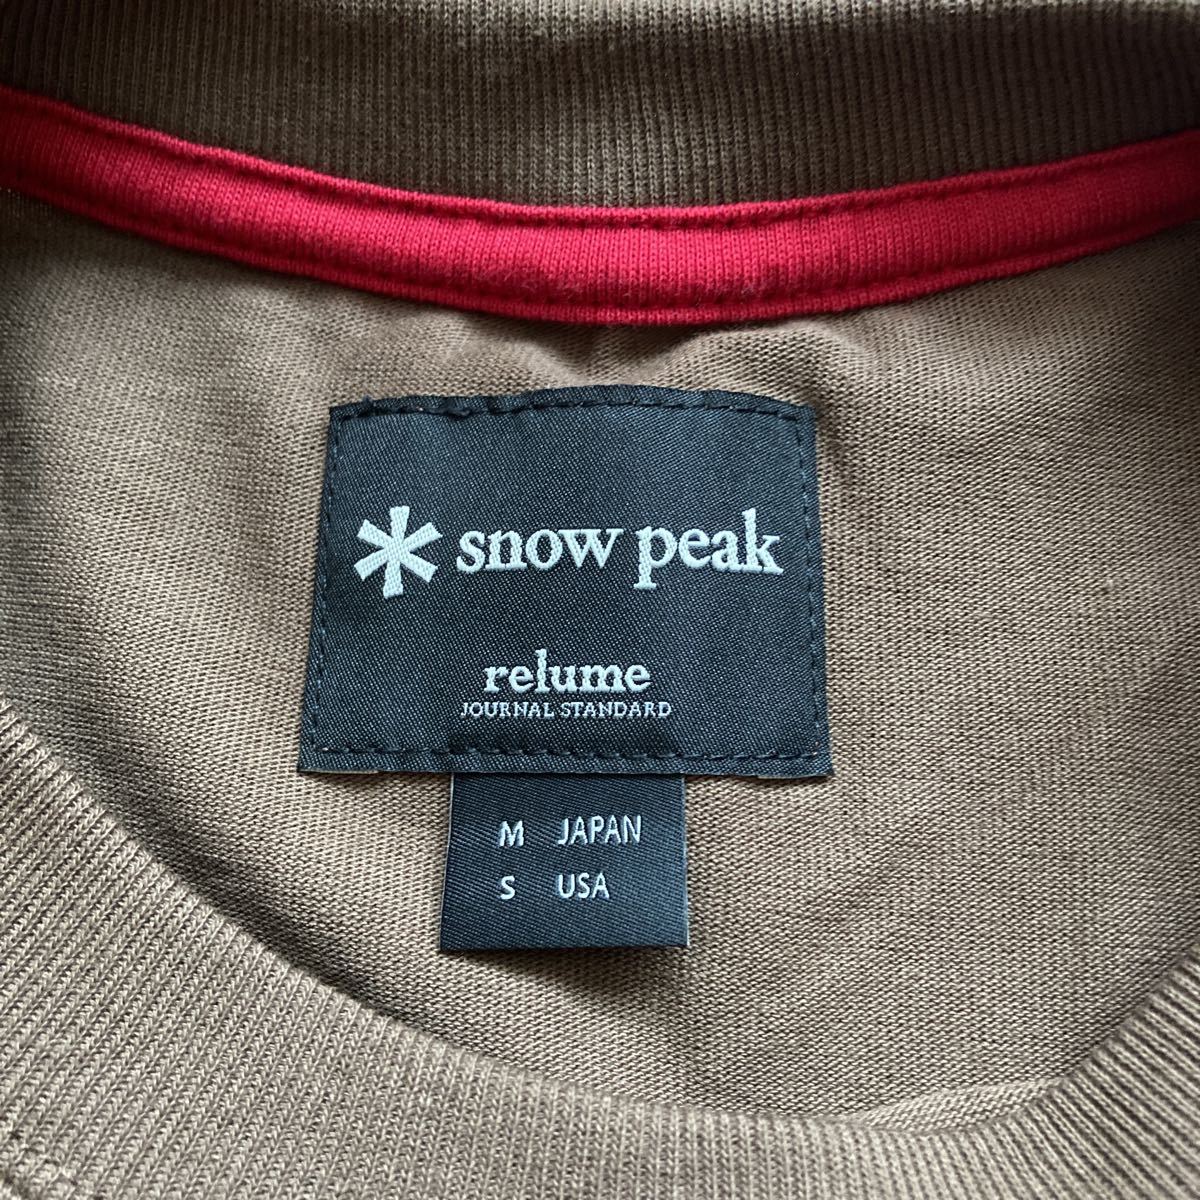 snow peak
relume
JOURNAL STANDARD
M JAPAN
S USA